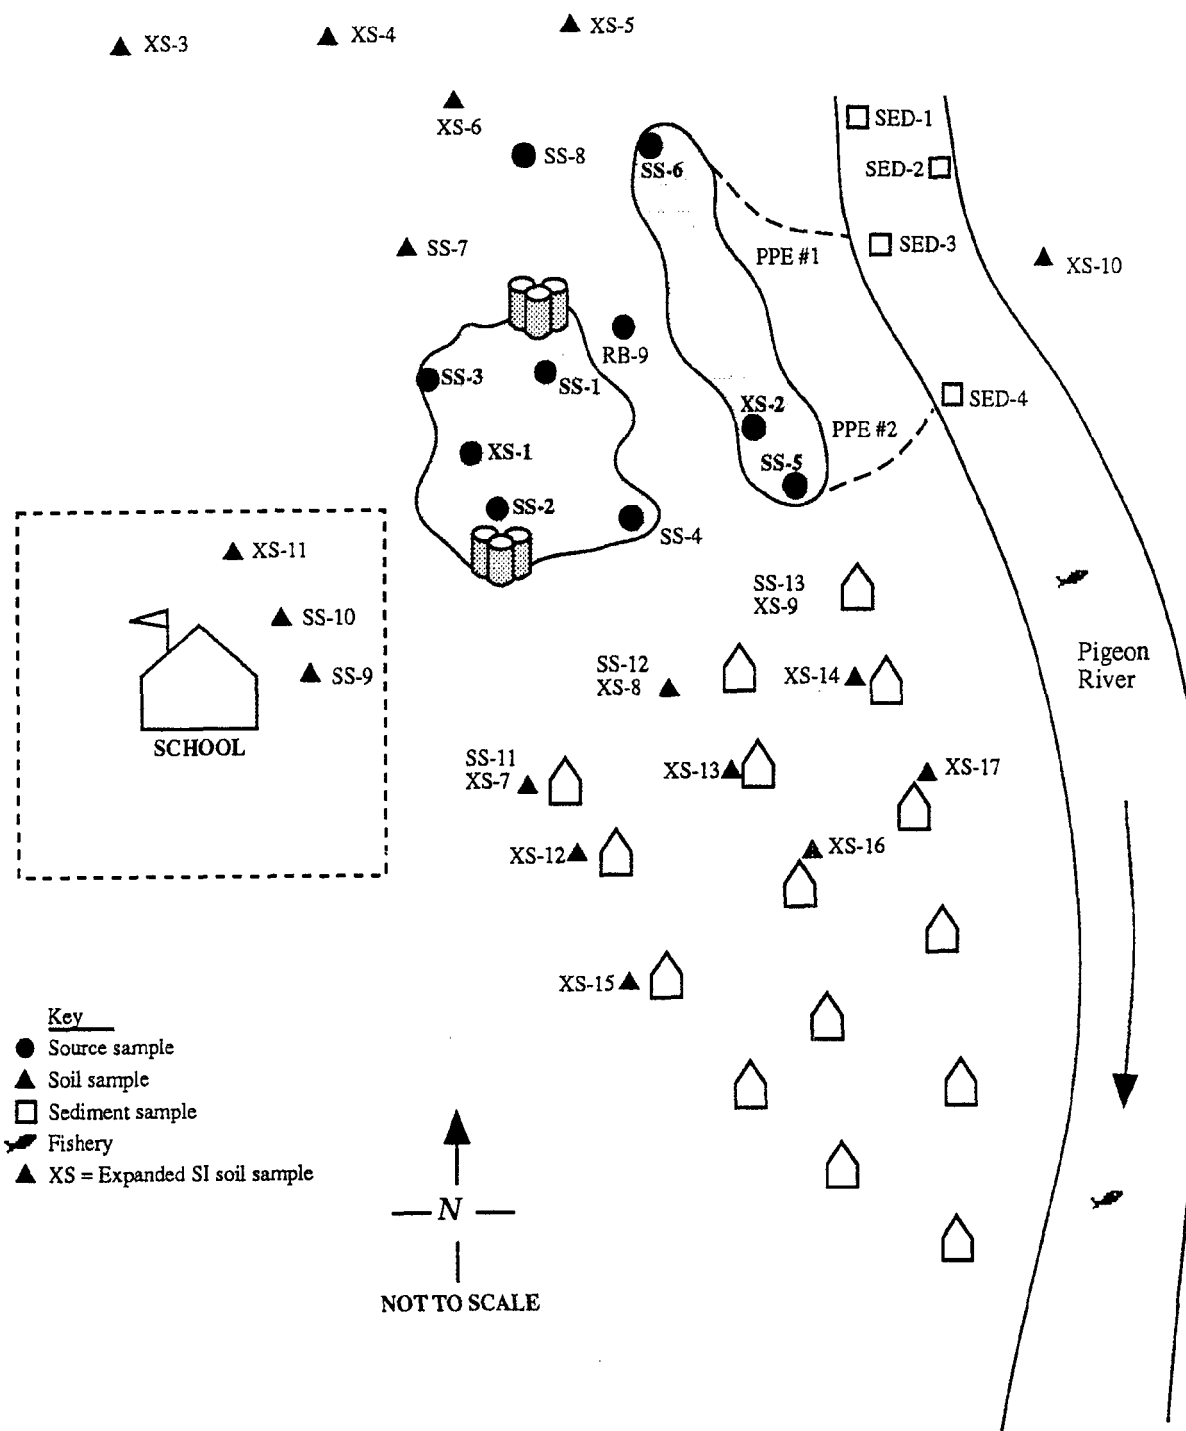 XS-3
XS-4
XS-5
XS-6
SS-8
SS-6
SED-1
SED-2
SED-3
SS-7
PPE #1
XS-10
RB-9
SS-3
SS-1
SED-4
XS-2
PPE #2
XS-1
SS-5
SS-2
SS-4
XS-11
SS-13
XS-9
SS-10
SS-9
SCHOOL
SS-12
XS-8
XS-14
Pigeon
River
SS-11
XS-7
XS-13
XS-17
XS-12
XS-16
XS-15
Key
Source sample
Soil sample
Sediment sample
Fishery
XS = Expanded SI soil sample
N
NOT TO SCALE